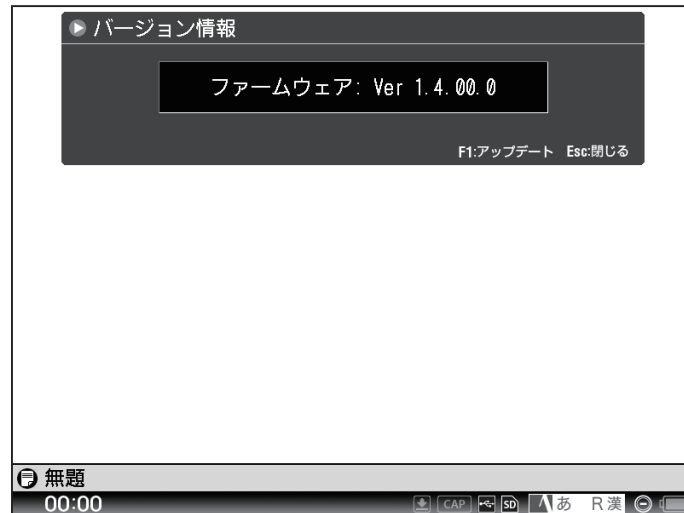 バージョン情報
ファームウェア: Ver 1.4.00.0
F1:アップデート Esc:閉じる
無題
00:00 CAP SD あ R漢